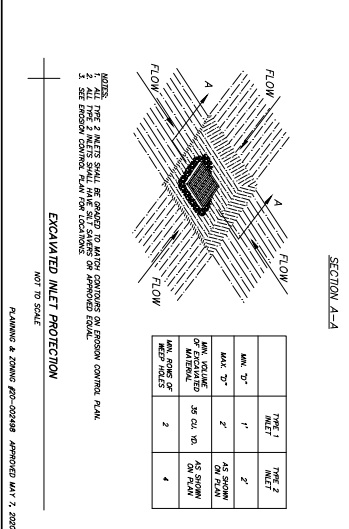 SECTION A-A
FLOW
FLOW
A
A
FLOW
FLOW
TYPE 1 INLET
TYPE 2 INLET
MIN. "D"
1'
2'
MAX. "D"
2'
AS SHOWN ON PLAN
MIN. VOLUME OF EXCAVATED MATERIAL
35 CU. YD.
AS SHOWN ON PLAN
MIN. ROWS OF WEEP HOLES
2
4
NOTES:
1. ALL TYPE 2 INLETS SHALL BE GRADED TO MATCH CONTOURS ON EROSION CONTROL PLAN.
2. ALL TYPE 2 INLETS SHALL HAVE SILT SAVERS OR APPROVED EQUAL.
3. SEE EROSION CONTROL PLAN FOR LOCATIONS.
EXCAVATED INLET PROTECTION
NOT TO SCALE
PLANNING & ZONING #20-002498 APPROVED MAY 7, 2020